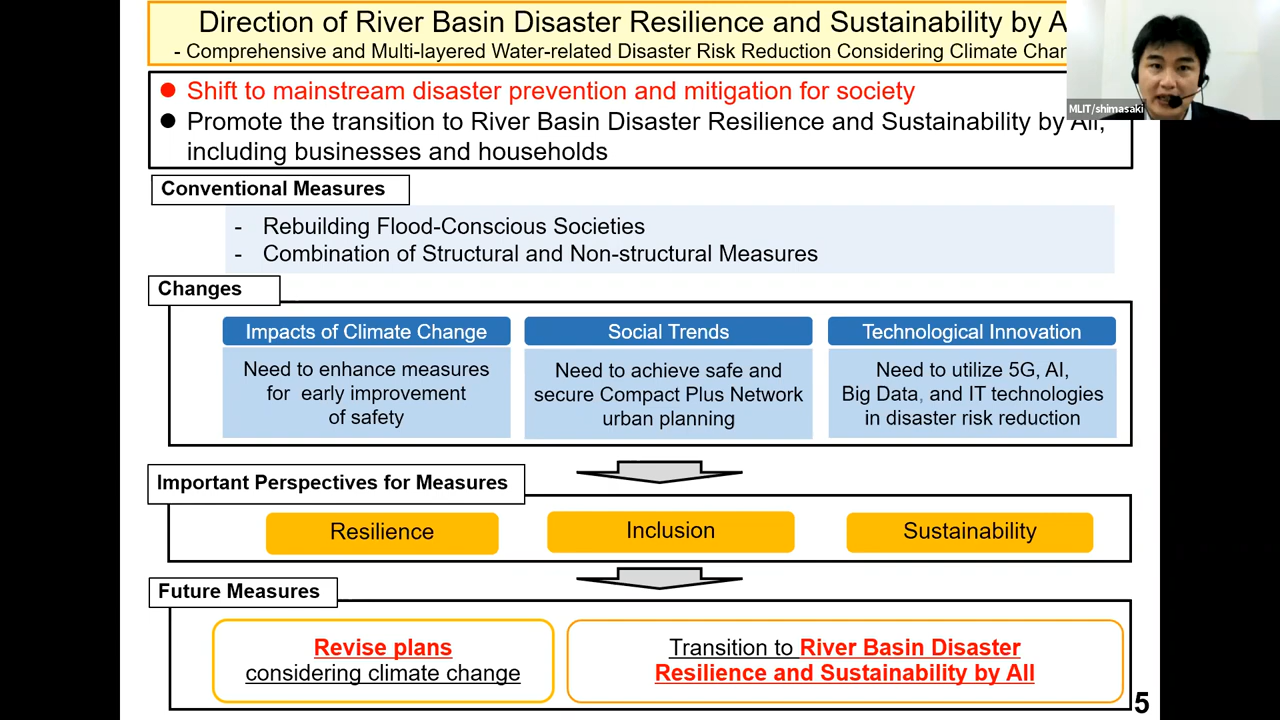 Direction of River Basin Disaster Resilience and Sustainability by A
- Comprehensive and Multi-layered Water-related Disaster Risk Reduction Considering Climate Chan
MLIT/shimasaki
● Shift to mainstream disaster prevention and mitigation for society
● Promote the transition to River Basin Disaster Resilience and Sustainability by All,
including businesses and households
Conventional Measures
- Rebuilding Flood-Conscious Societies
- Combination of Structural and Non-structural Measures
Changes
Impacts of Climate Change
Need to enhance measures
for early improvement
of safety
Social Trends
Need to achieve safe and
secure Compact Plus Network
urban planning
Technological Innovation
Need to utilize 5G, AI,
Big Data, and IT technologies
in disaster risk reduction
Important Perspectives for Measures
Resilience
Inclusion
Sustainability
Future Measures
Revise plans
considering climate change
Transition to River Basin Disaster
Resilience and Sustainability by All
5